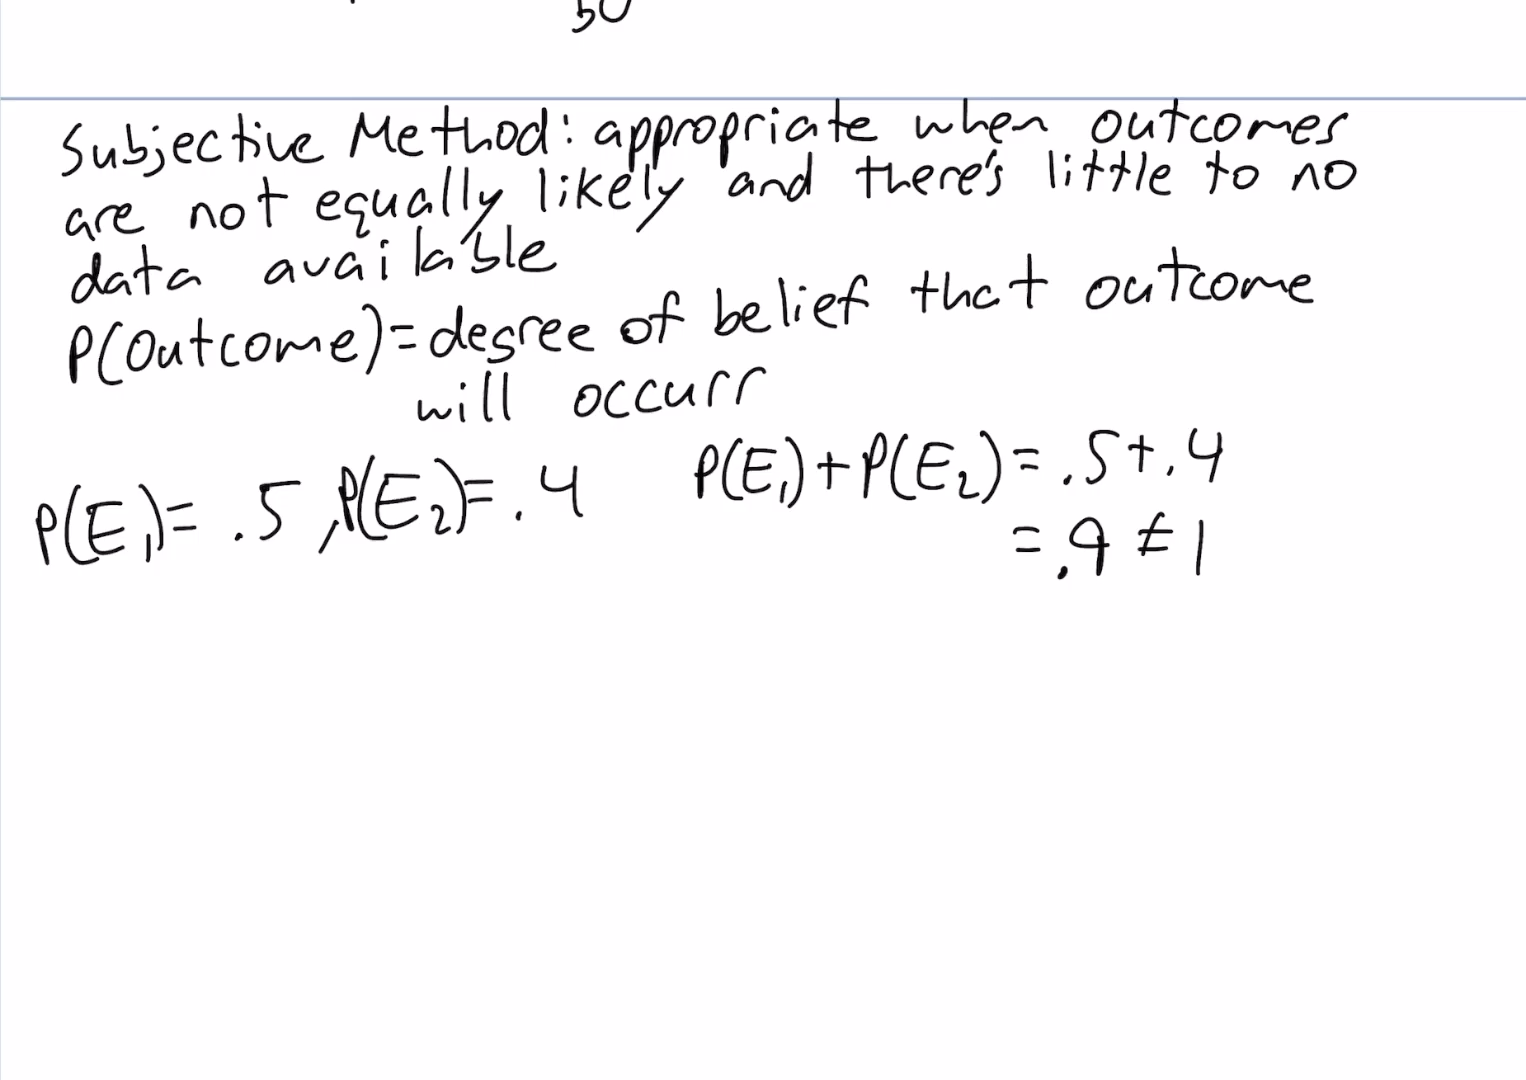 50
Subjective Method: appropriate when outcomes
are not equally likely and there's little to no
data available
P(Outcome)=degree of belief that outcome
will occurr
P(E₁)= .5 ,P(E₂)= .4
P(E₁)+P(E₂)= .5+.4
= .9 ≠ 1